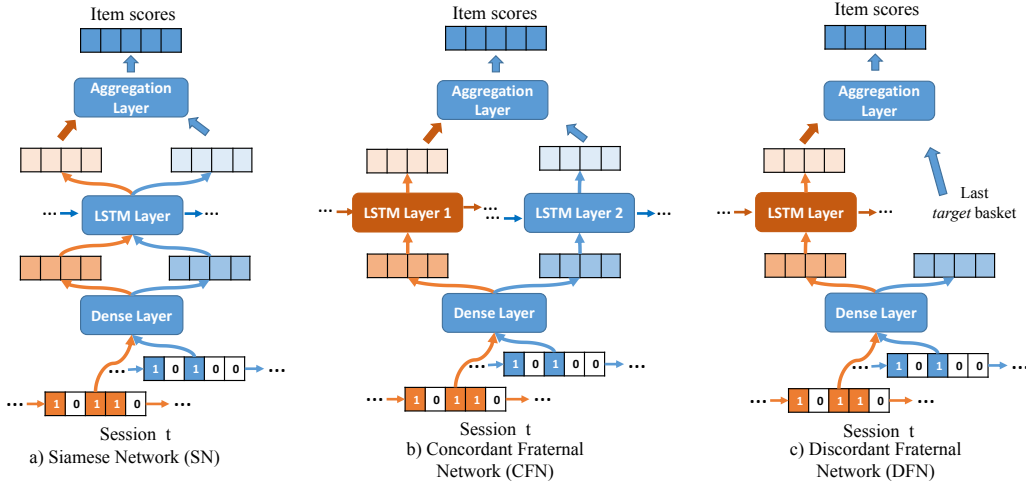 Item scores
Aggregation
Layer
... LSTM Layer ...
Dense Layer
... 1 0 1 0 0 ...
... 1 0 1 1 0 ...
Session t
a) Siamese Network (SN)
Item scores
Aggregation
Layer
... LSTM Layer 1 ...
... LSTM Layer 2 ...
Dense Layer
... 1 0 1 0 0 ...
... 1 0 1 1 0 ...
Session t
b) Concordant Fraternal
Network (CFN)
Item scores
Aggregation
Layer
Last
target basket
... LSTM Layer ...
Dense Layer
... 1 0 1 0 0 ...
... 1 0 1 1 0 ...
Session t
c) Discordant Fraternal
Network (DFN)